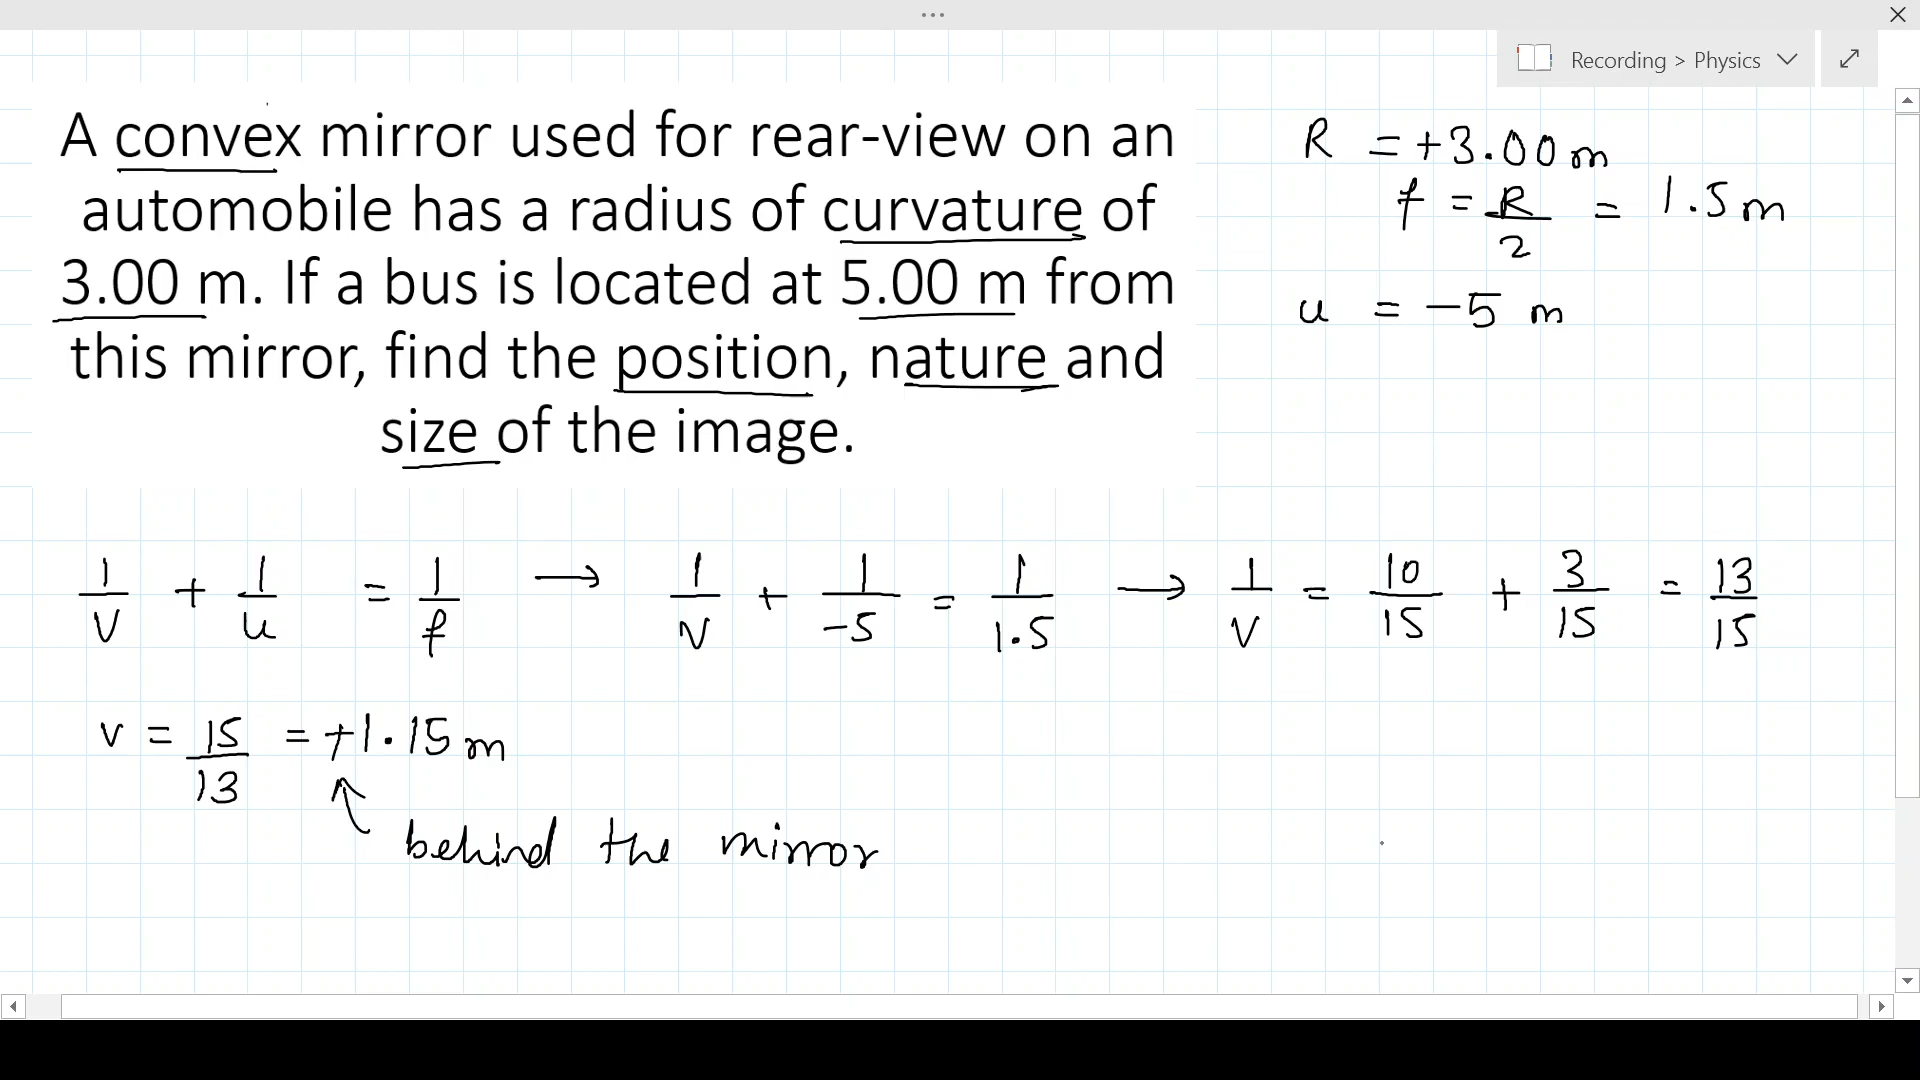 Recording > Physics
A convex mirror used for rear-view on an
automobile has a radius of curvature of
3.00 m. If a bus is located at 5.00 m from
this mirror, find the position, nature and
size of the image.
R = +3.00 m
f = R/2 = 1.5 m
u = -5 m
1/v + 1/u = 1/f → 1/v + 1/-5 = 1/1.5 → 1/v = 10/15 + 3/15 = 13/15
v = 15/13 = +1.15 m
behind the mirror